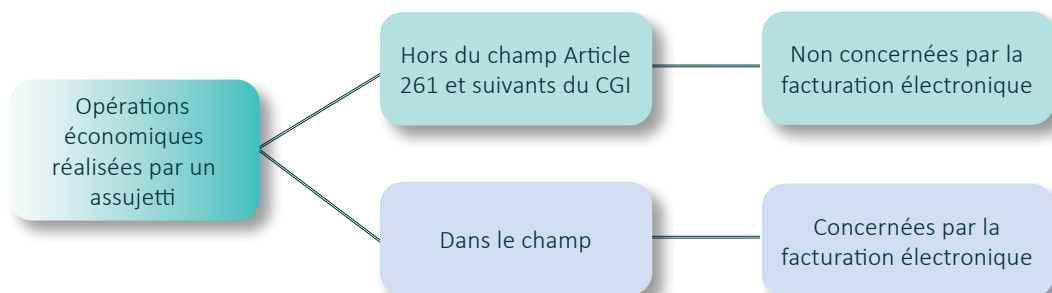 Opérations
économiques
réalisées par un
assujetti
Hors du champ Article
261 et suivants du CGI
Non concernées par la
facturation électronique
Dans le champ
Concernées par la
facturation électronique